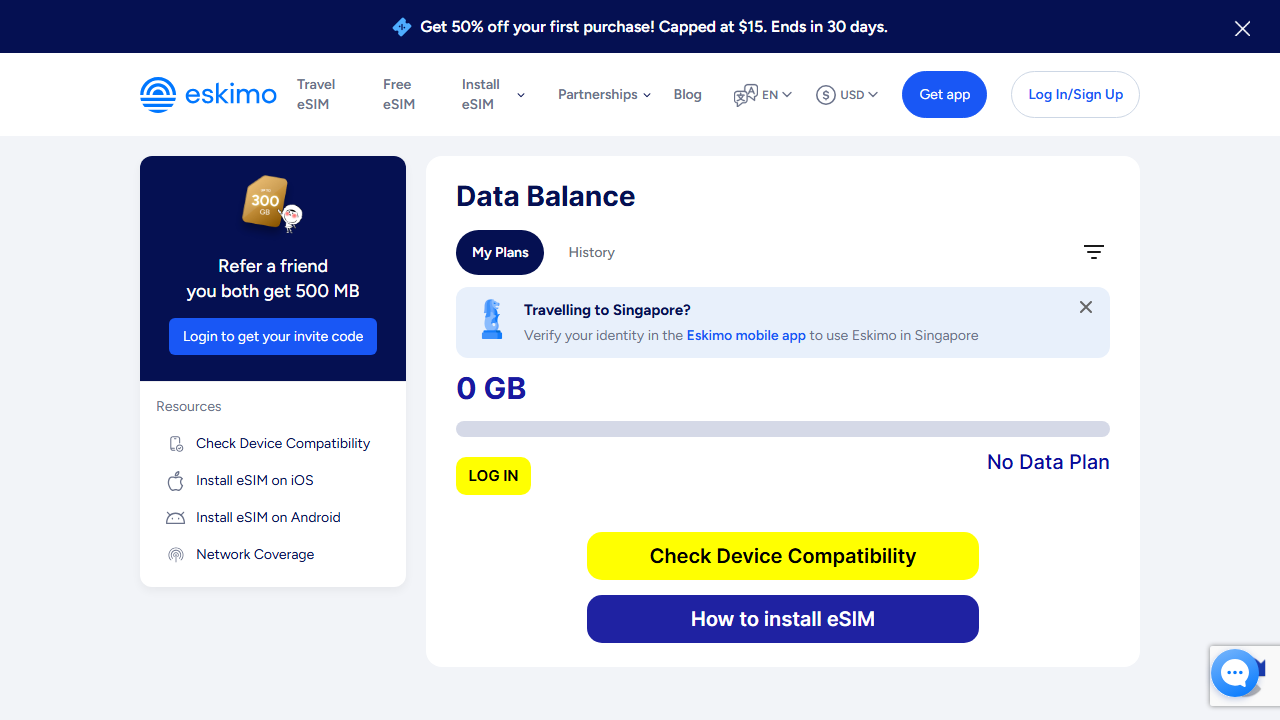 Get 50% off your first purchase! Capped at $15. Ends in 30 days.
eskimo
Travel eSIM
Free eSIM
Install eSIM
Partnerships
Blog
EN
USD
Get app
Log In/Sign Up
300
GB
Refer a friend
you both get 500 MB
Login to get your invite code
Resources
Check Device Compatibility
Install eSIM on iOS
Install eSIM on Android
Network Coverage
Data Balance
My Plans
History
Travelling to Singapore?
Verify your identity in the Eskimo mobile app to use Eskimo in Singapore
0 GB
No Data Plan
LOG IN
Check Device Compatibility
How to install eSIM